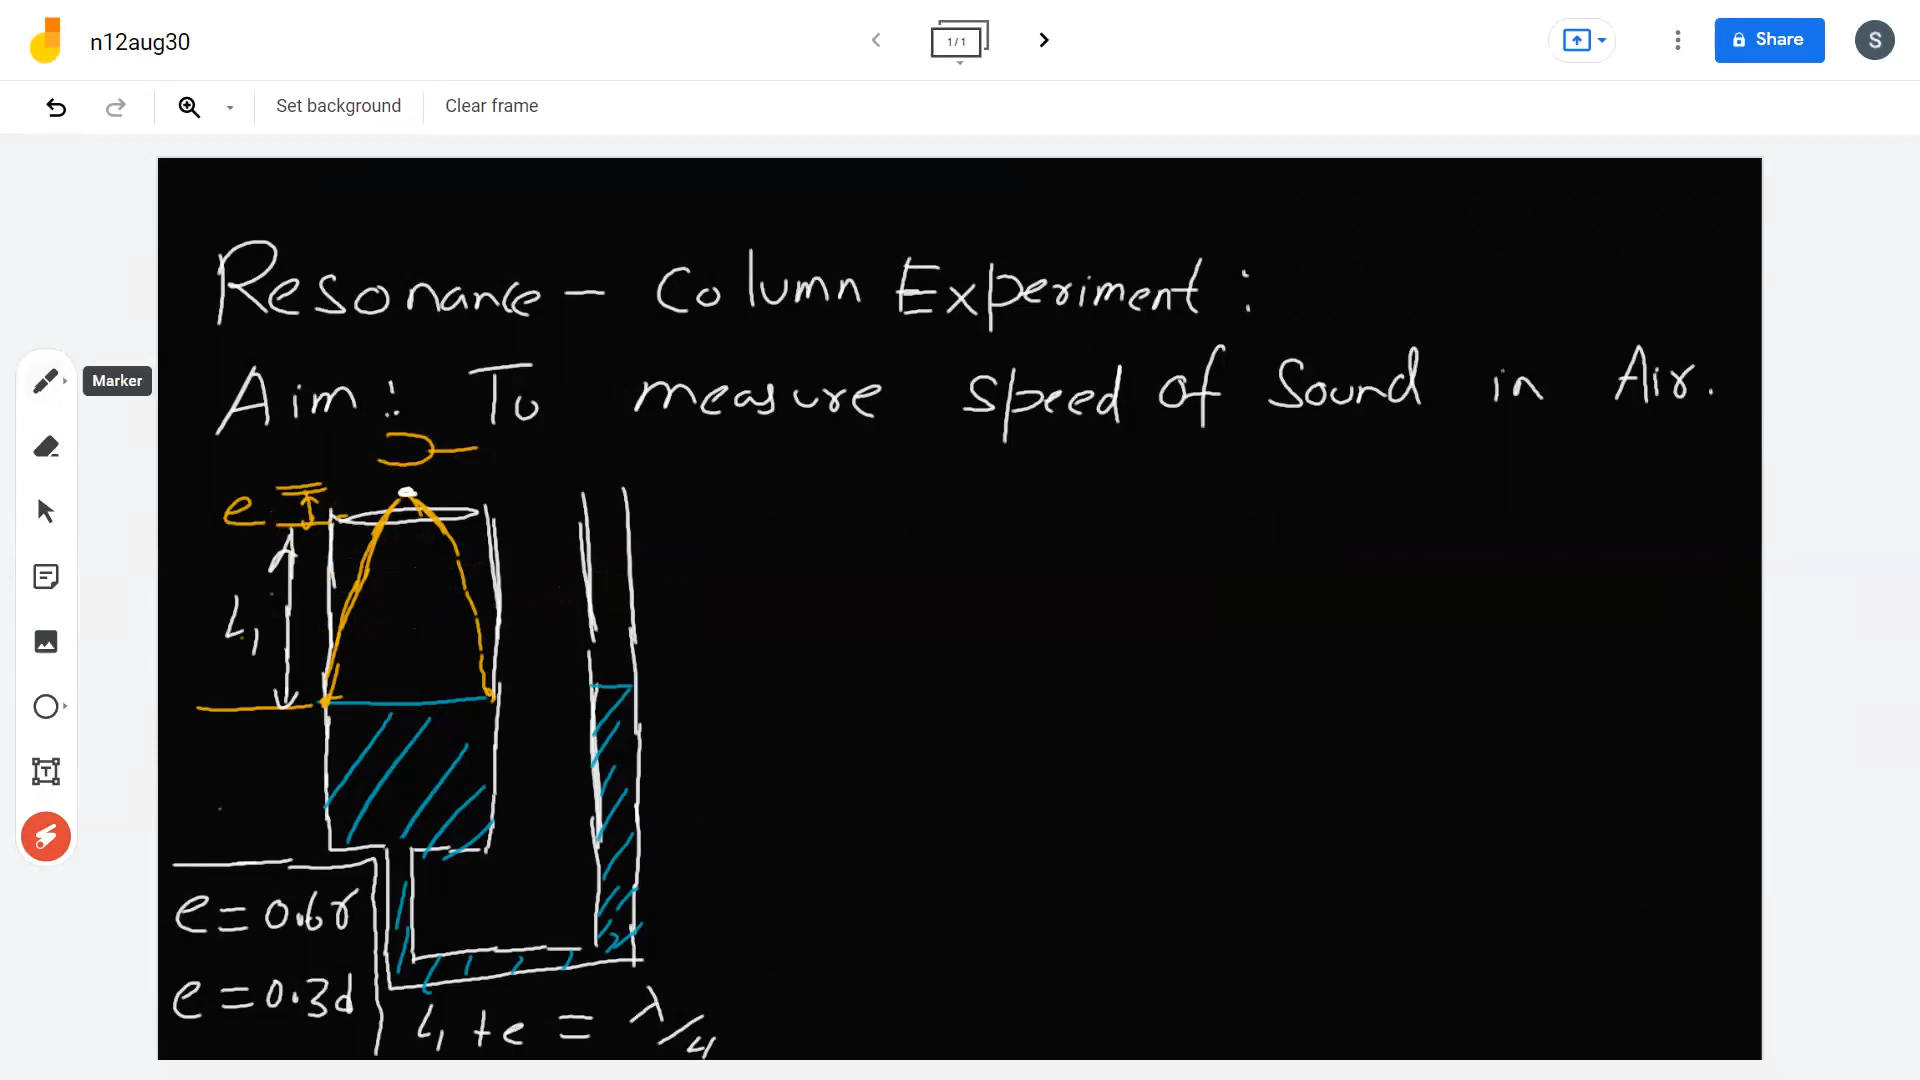 n12aug30
1 / 1
Share
S
Set background
Clear frame
Marker
Resonance - Column Experiment :
Aim : To measure speed of Sound in Air.
e
L₁
e = 0.6r
e = 0.3d
L₁ + e = λ/4